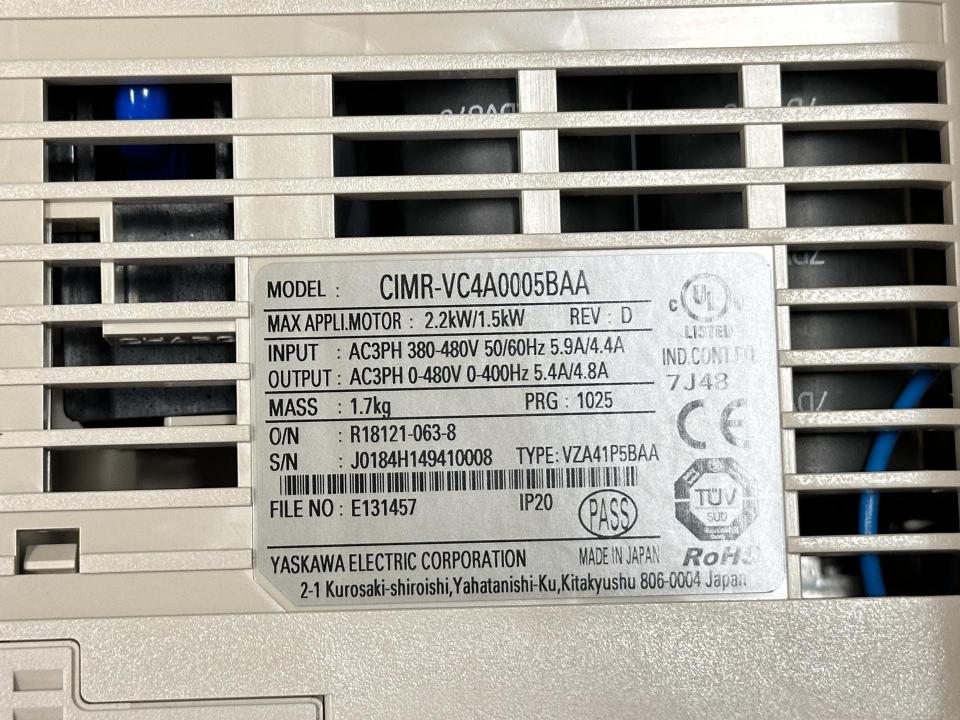 MODEL : CIMR-VC4A0005BAA
MAX APPLI.MOTOR : 2.2kW/1.5kW REV : D
INPUT : AC3PH 380-480V 50/60Hz 5.9A/4.4A
OUTPUT : AC3PH 0-480V 0-400Hz 5.4A/4.8A
MASS : 1.7kg PRG : 1025
O/N : R18121-063-8
S/N : J0184H149410008 TYPE: VZA41P5BAA
FILE NO : E131457 IP20 PASS
YASKAWA ELECTRIC CORPORATION MADE IN JAPAN
2-1 Kurosaki-shiroishi,Yahatanishi-Ku,Kitakyushu 806-0004 Japan
C UL US
LISTED
IND.CONT.EQ
7J48
CE
TÜV
SÜD
RoHS